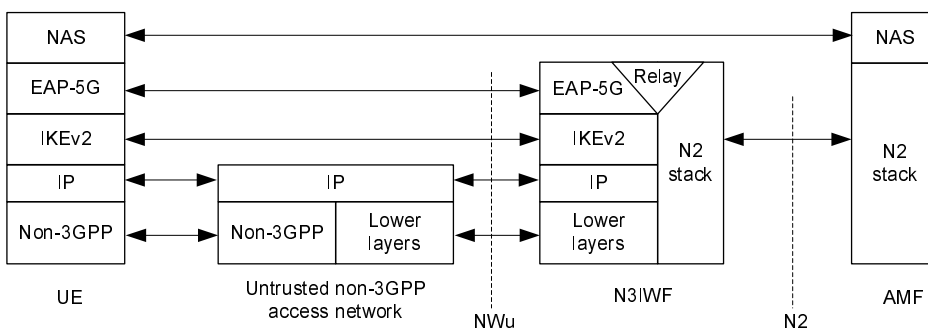 NAS
NAS
EAP-5G
EAP-5G
Relay
IKEv2
IKEv2
N2
stack
N2
stack
IP
IP
IP
Non-3GPP
Non-3GPP
Lower
layers
Lower
layers
UE
Untrusted non-3GPP
access network
N3IWF
AMF
NWu
N2